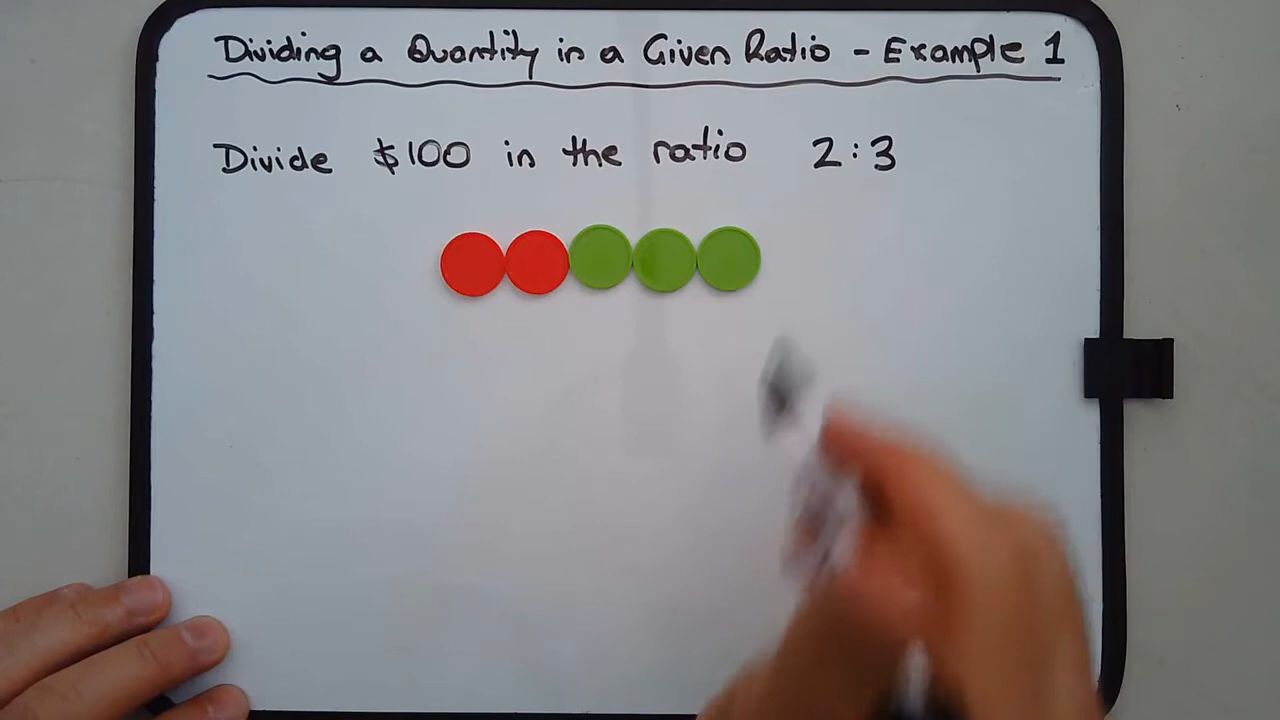 Dividing a Quantity in a Given Ratio - Example 1
Divide $100 in the ratio 2:3